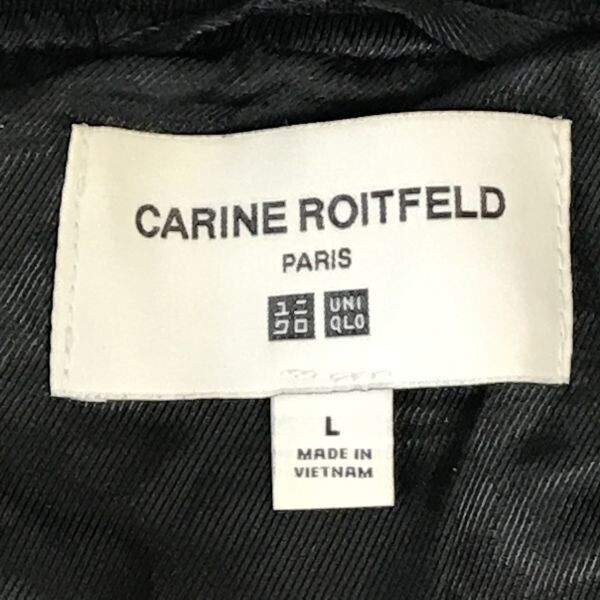 CARINE ROITFELD
PARIS
ユニ UNI
クロ QLO
L
MADE IN
VIETNAM